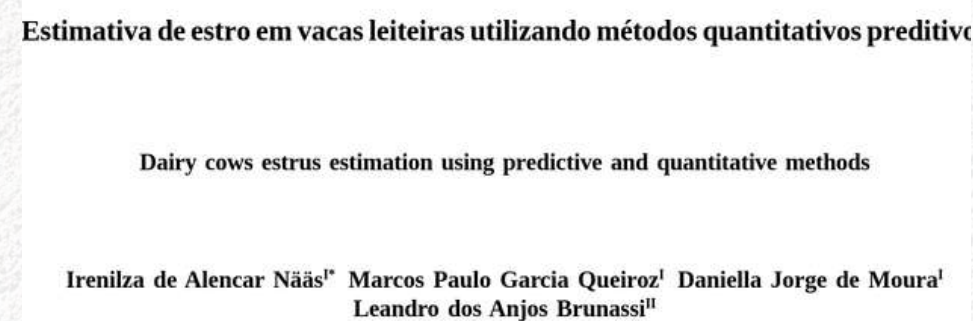 Estimativa de estro em vacas leiteiras utilizando métodos quantitativos preditivo
Dairy cows estrus estimation using predictive and quantitative methods
Irenilza de Alencar Nääs^I* Marcos Paulo Garcia Queiroz^I Daniella Jorge de Moura^I
Leandro dos Anjos Brunassi^II